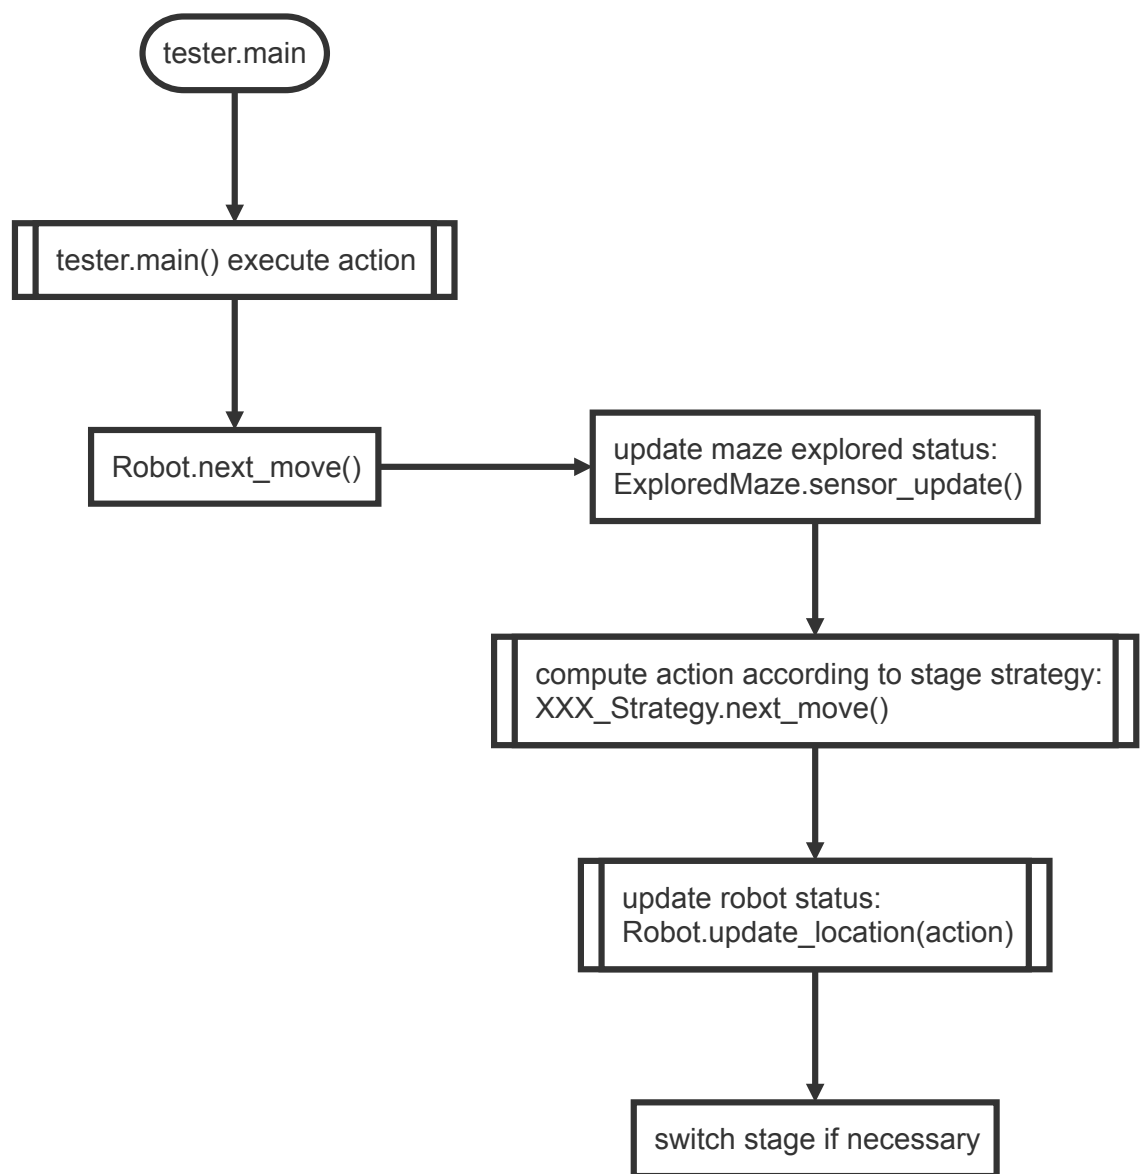 tester.main
tester.main() execute action
Robot.next_move()
update maze explored status:
ExploredMaze.sensor_update()
compute action according to stage strategy:
XXX_Strategy.next_move()
update robot status:
Robot.update_location(action)
switch stage if necessary